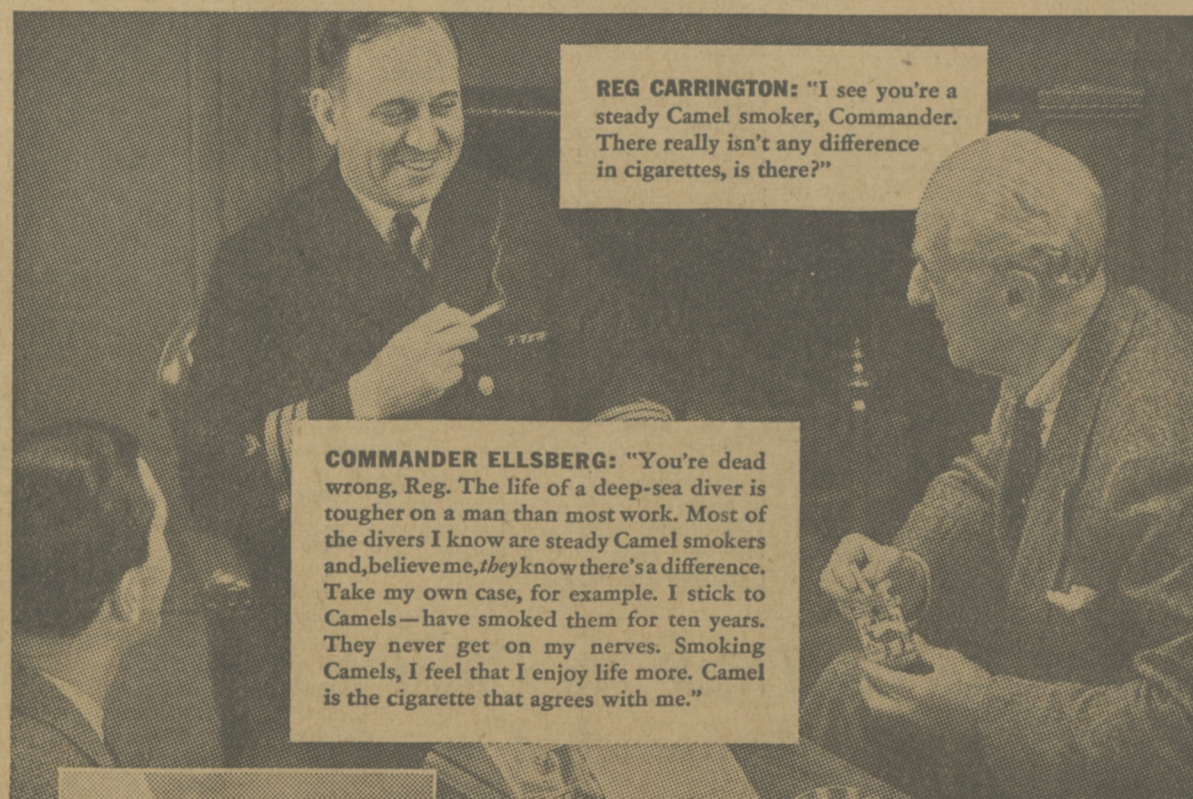 REG CARRINGTON: "I see you're a
steady Camel smoker, Commander.
There really isn't any difference
in cigarettes, is there?"
COMMANDER ELLSBERG: "You're dead
wrong, Reg. The life of a deep-sea diver is
tougher on a man than most work. Most of
the divers I know are steady Camel smokers
and, believe me, they know there's a difference.
Take my own case, for example. I stick to
Camels—have smoked them for ten years.
They never get on my nerves. Smoking
Camels, I feel that I enjoy life more. Camel
is the cigarette that agrees with me."